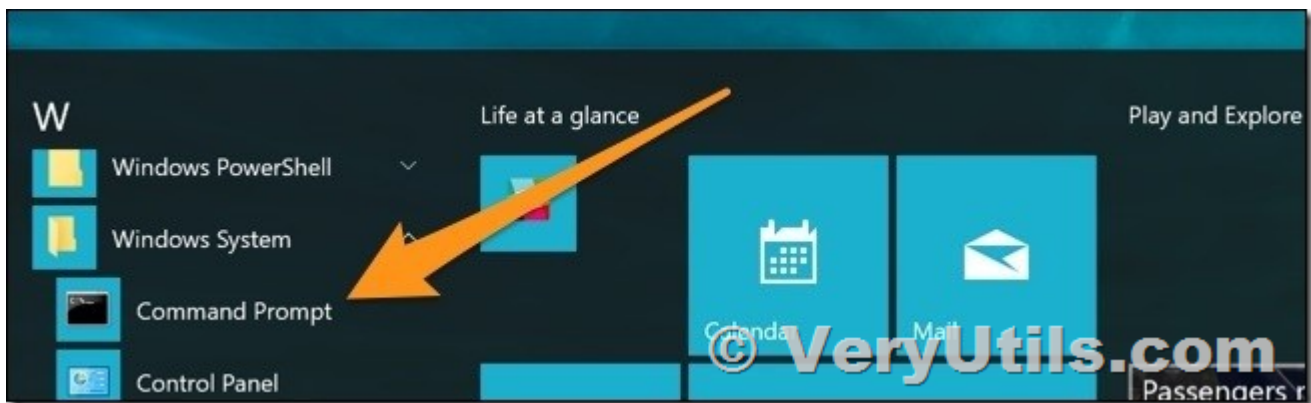 W
Windows PowerShell
Windows System
Command Prompt
Control Panel
Life at a glance
Calendar
Mail
Play and Explore
Passengers r
© VeryUtils.com